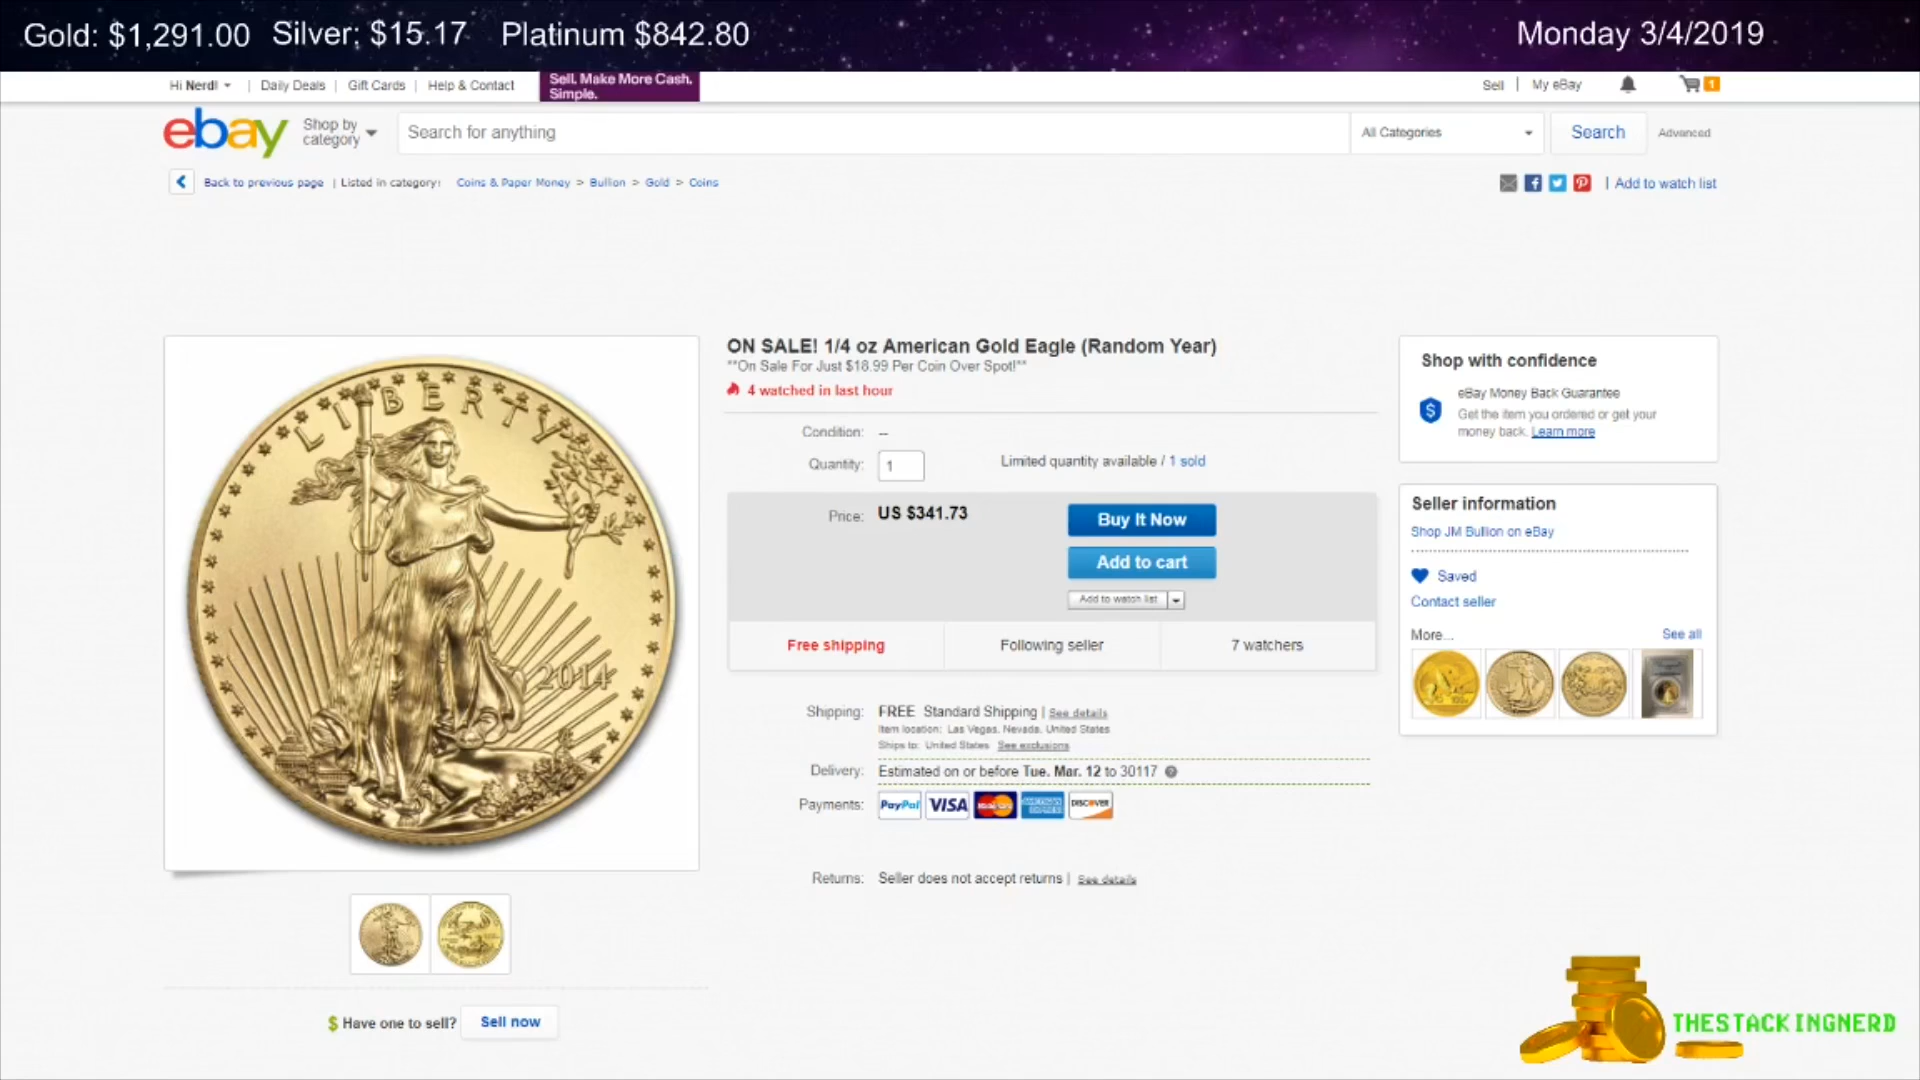 Gold: $1,291.00 Silver: $15.17 Platinum $842.80 Monday 3/4/2019
Hi Nerd! | Daily Deals | Gift Cards | Help & Contact
Sell. Make More Cash.
Simple.
Sell | My eBay 1
ebay
Shop by
category
Search for anything
All Categories
Search
Advanced
Back to previous page | Listed in category: Coins & Paper Money > Bullion > Gold > Coins
| Add to watch list
LIBERTY
2014
ON SALE! 1/4 oz American Gold Eagle (Random Year)
**On Sale For Just $18.99 Per Coin Over Spot!**
4 watched in last hour
Condition: --
Quantity: 1 Limited quantity available / 1 sold
Price: US $341.73
Buy It Now
Add to cart
Add to watch list
Free shipping Following seller 7 watchers
Shipping: FREE Standard Shipping | See details
Item location: Las Vegas, Nevada, United States
Ships to: United States See exclusions
Delivery: Estimated on or before Tue. Mar. 12 to 30117
Payments: PayPal VISA MasterCard AMERICAN EXPRESS DISCOVER
Returns: Seller does not accept returns | See details
Shop with confidence
eBay Money Back Guarantee
Get the item you ordered or get your
money back. Learn more
Seller information
Shop JM Bullion on eBay
Saved
Contact seller
More... See all
$ Have one to sell? Sell now
THESTACKINGNERD